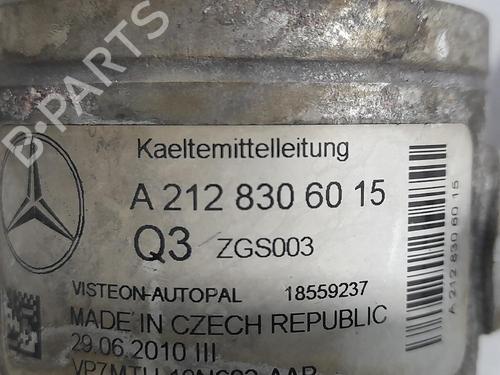 B-PARTS
Kaeltemittelleitung
A 212 830 60 15
Q3 ZGS003
VISTEON-AUTOPAL 18559237
MADE IN CZECH REPUBLIC
29.06.2010 III
A 212 830 60 15